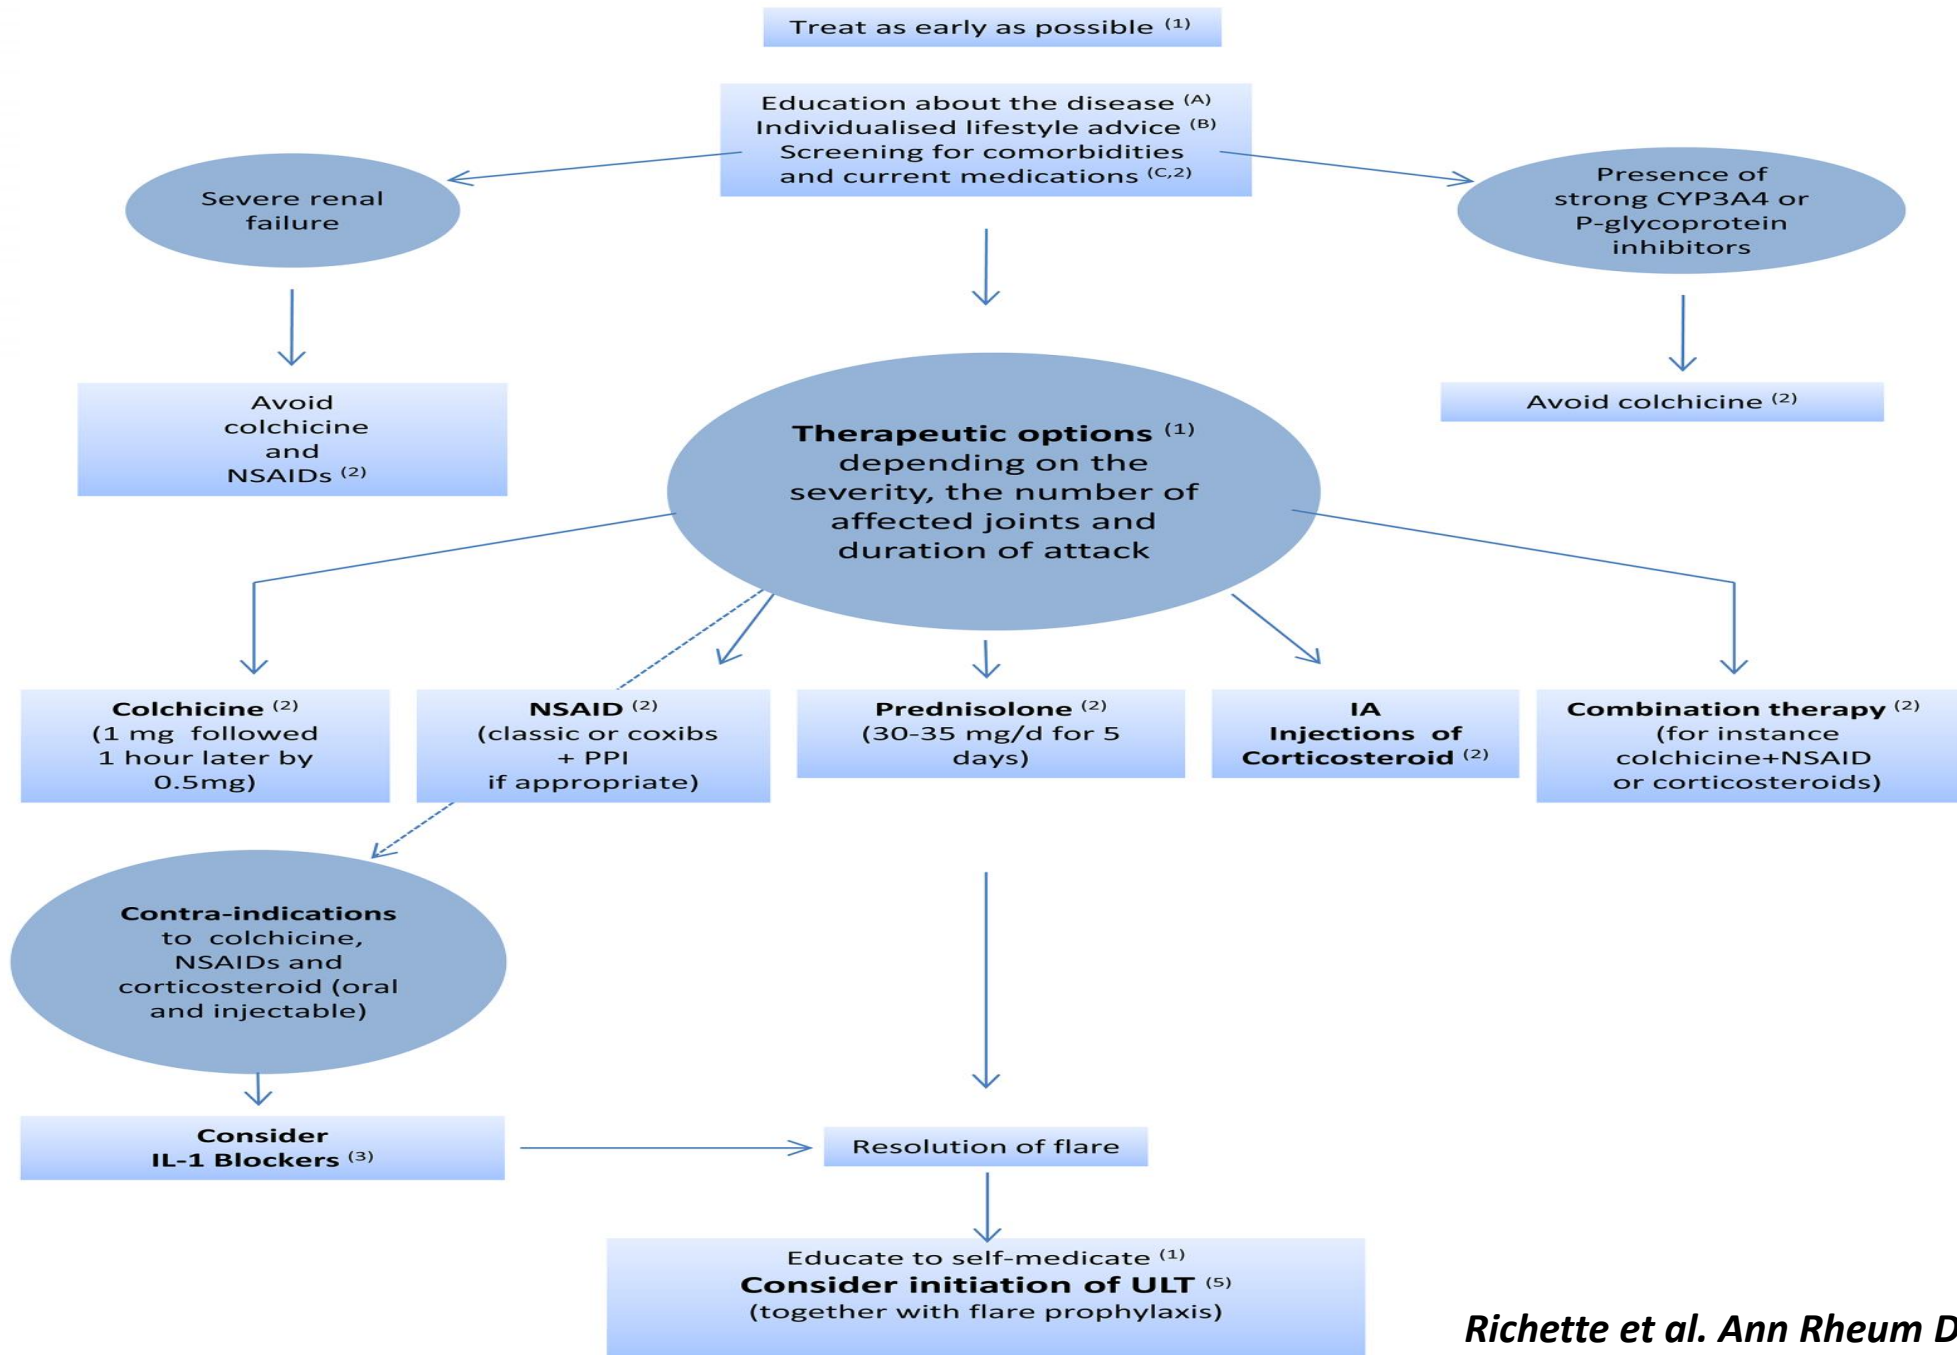 Treat as early as possible (1)
Education about the disease (A)
Individualised lifestyle advice (B)
Screening for comorbidities
and current medications (C,2)
Severe renal
failure
Presence of
strong CYP3A4 or
P-glycoprotein
inhibitors
Avoid
colchicine
and
NSAIDs (2)
Avoid colchicine (2)
Therapeutic options (1)
depending on the
severity, the number of
affected joints and
duration of attack
Colchicine (2)
(1 mg followed
1 hour later by
0.5mg)
NSAID (2)
(classic or coxibs
+ PPI
if appropriate)
Prednisolone (2)
(30-35 mg/d for 5
days)
IA
Injections of
Corticosteroid (2)
Combination therapy (2)
(for instance
colchicine+NSAID
or corticosteroids)
Contra-indications
to colchicine,
NSAIDs and
corticosteroid (oral
and injectable)
Consider
IL-1 Blockers (3)
Resolution of flare
Educate to self-medicate (1)
Consider initiation of ULT (5)
(together with flare prophylaxis)
Richette et al. Ann Rheum D